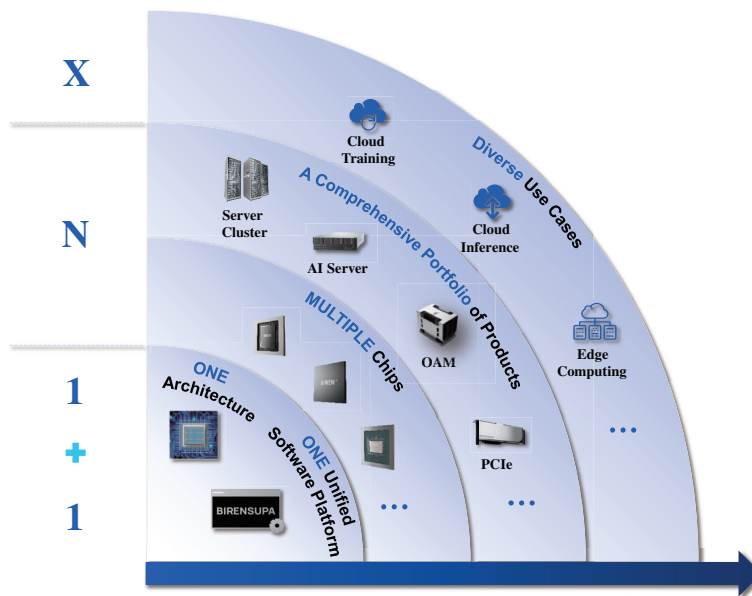 X
N
1
+
1
Cloud
Training
Diverse Use Cases
Cloud
Inference
Edge
Computing
...
A Comprehensive Portfolio of Products
Server
Cluster
AI Server
OAM
PCIe
...
MULTIPLE Chips
...
ONE
Architecture
ONE Unified
Software Platform
BIRENSUPA